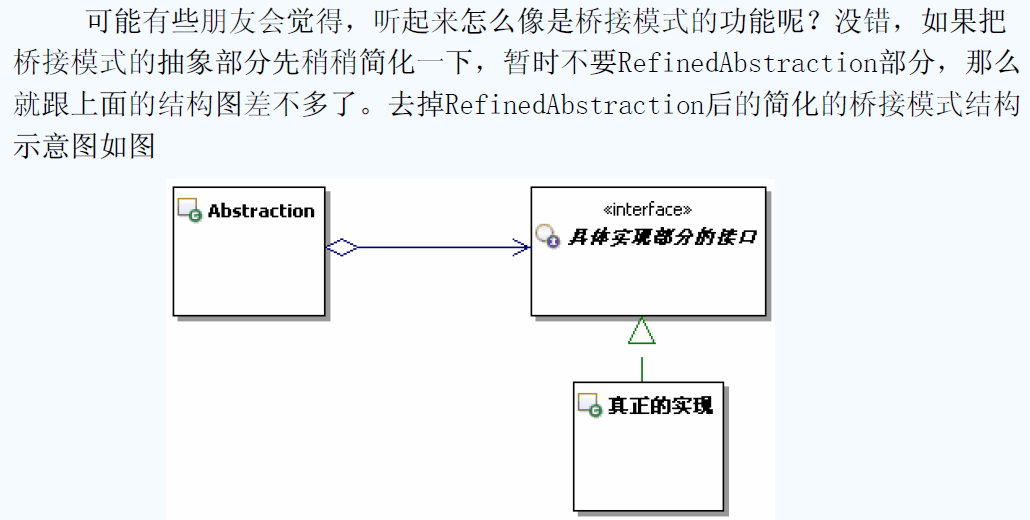 可能有些朋友会觉得，听起来怎么像是桥接模式的功能呢？没错，如果把
桥接模式的抽象部分先稍稍简化一下，暂时不要RefinedAbstraction部分，那么
就跟上面的结构图差不多了。去掉RefinedAbstraction后的简化的桥接模式结构
示意图如图
Abstraction
«interface»
具体实现部分的接口
真正的实现